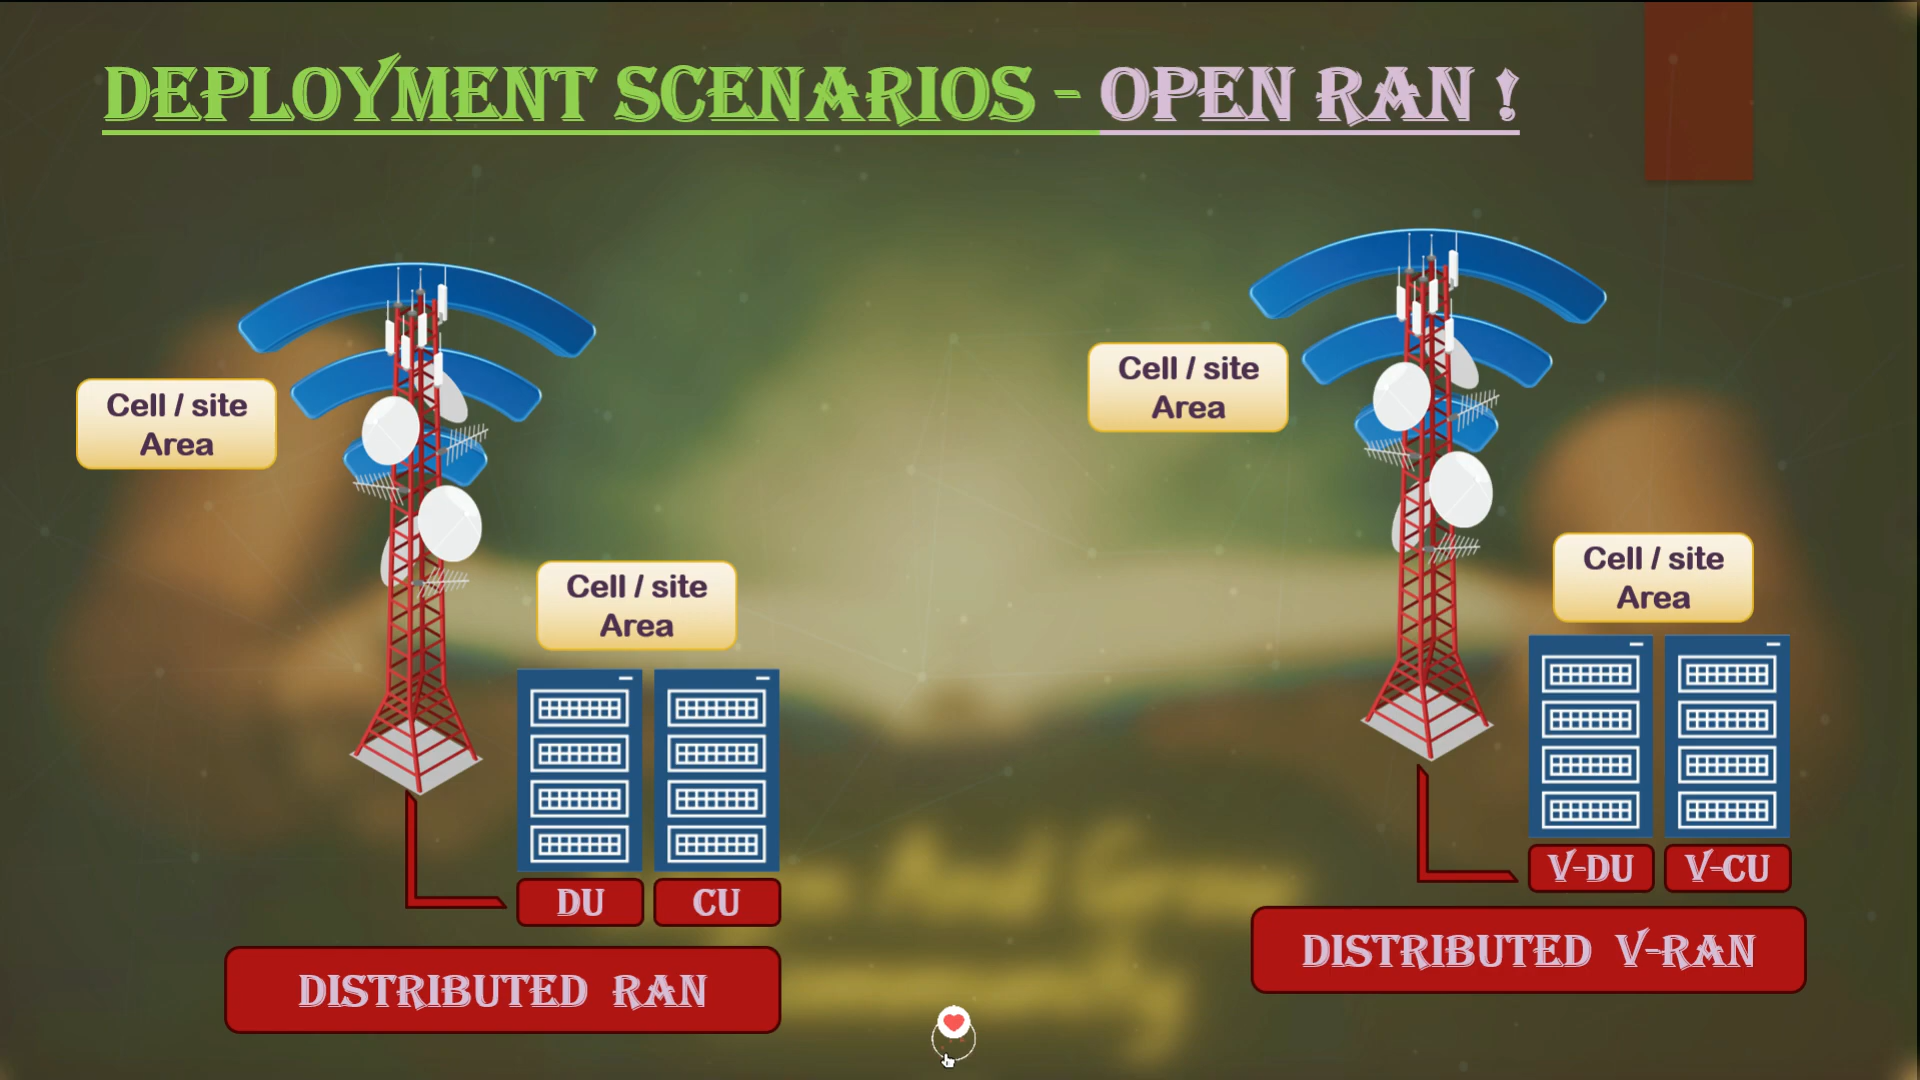 DEPLOYMENT SCENARIOS - OPEN RAN !
Cell / site
Area
Cell / site
Area
DU
CU
DISTRIBUTED RAN
Cell / site
Area
Cell / site
Area
V-DU
V-CU
DISTRIBUTED V-RAN